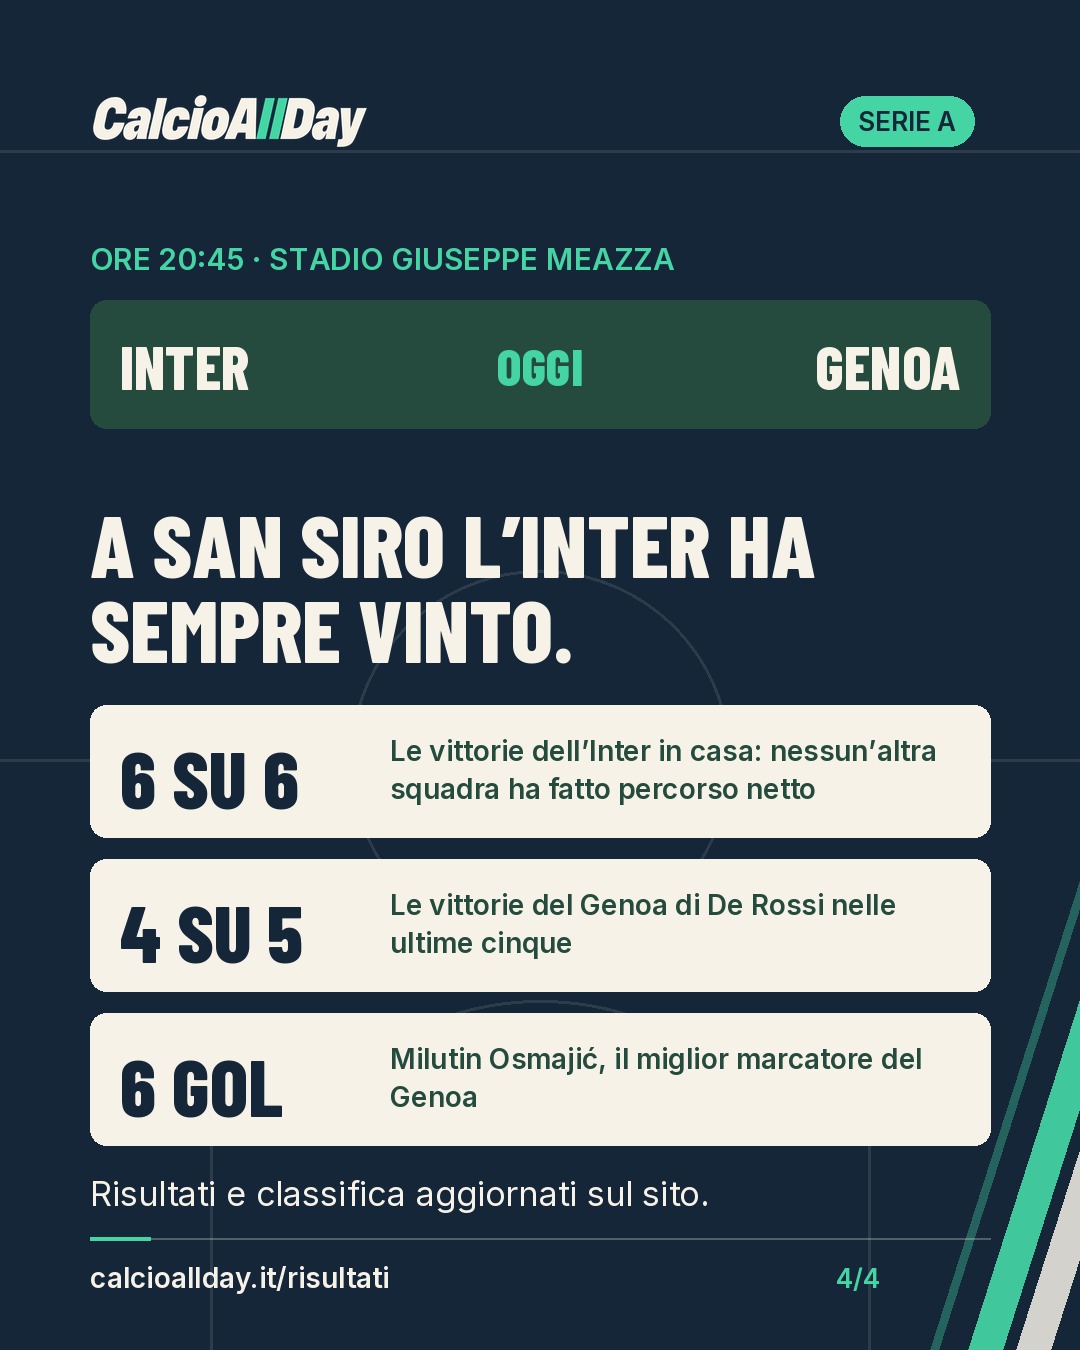 CalcioAllDay
SERIE A
ORE 20:45 · STADIO GIUSEPPE MEAZZA
INTER OGGI GENOA
A SAN SIRO L’INTER HA
SEMPRE VINTO.
6 SU 6
Le vittorie dell’Inter in casa: nessun’altra
squadra ha fatto percorso netto
4 SU 5
Le vittorie del Genoa di De Rossi nelle
ultime cinque
6 GOL
Milutin Osmajić, il miglior marcatore del
Genoa
Risultati e classifica aggiornati sul sito.
calcioallday.it/risultati
4/4